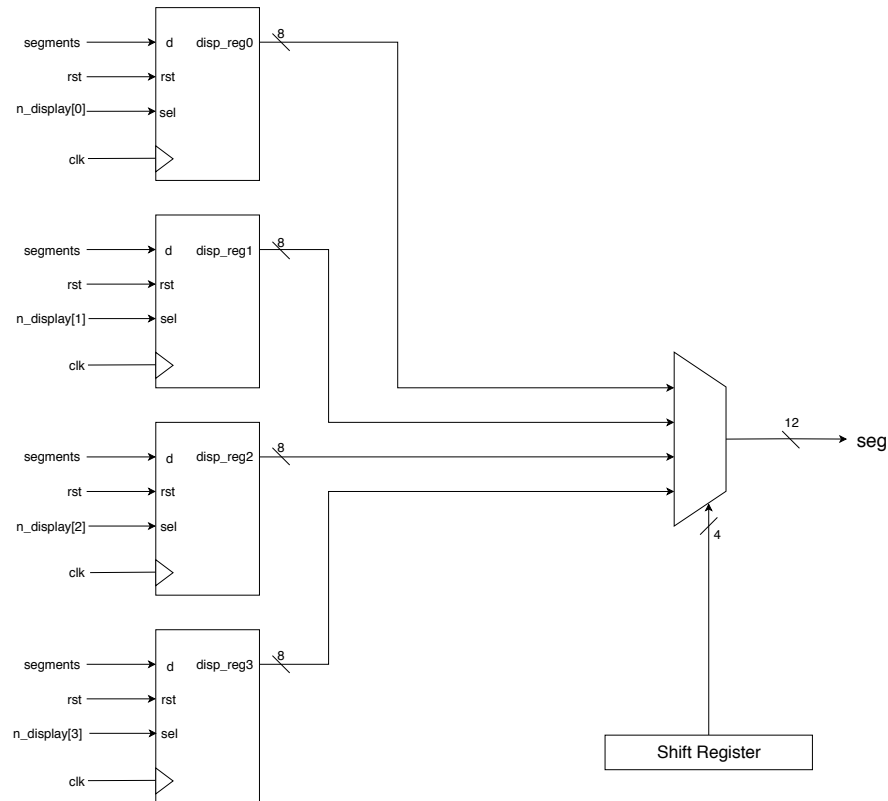 segments
d
disp_reg0
8
rst
rst
n_display[0]
sel
clk
segments
d
disp_reg1
8
rst
rst
n_display[1]
sel
clk
segments
d
disp_reg2
8
rst
rst
n_display[2]
sel
clk
segments
d
disp_reg3
8
rst
rst
n_display[3]
sel
clk
12
seg
4
Shift Register